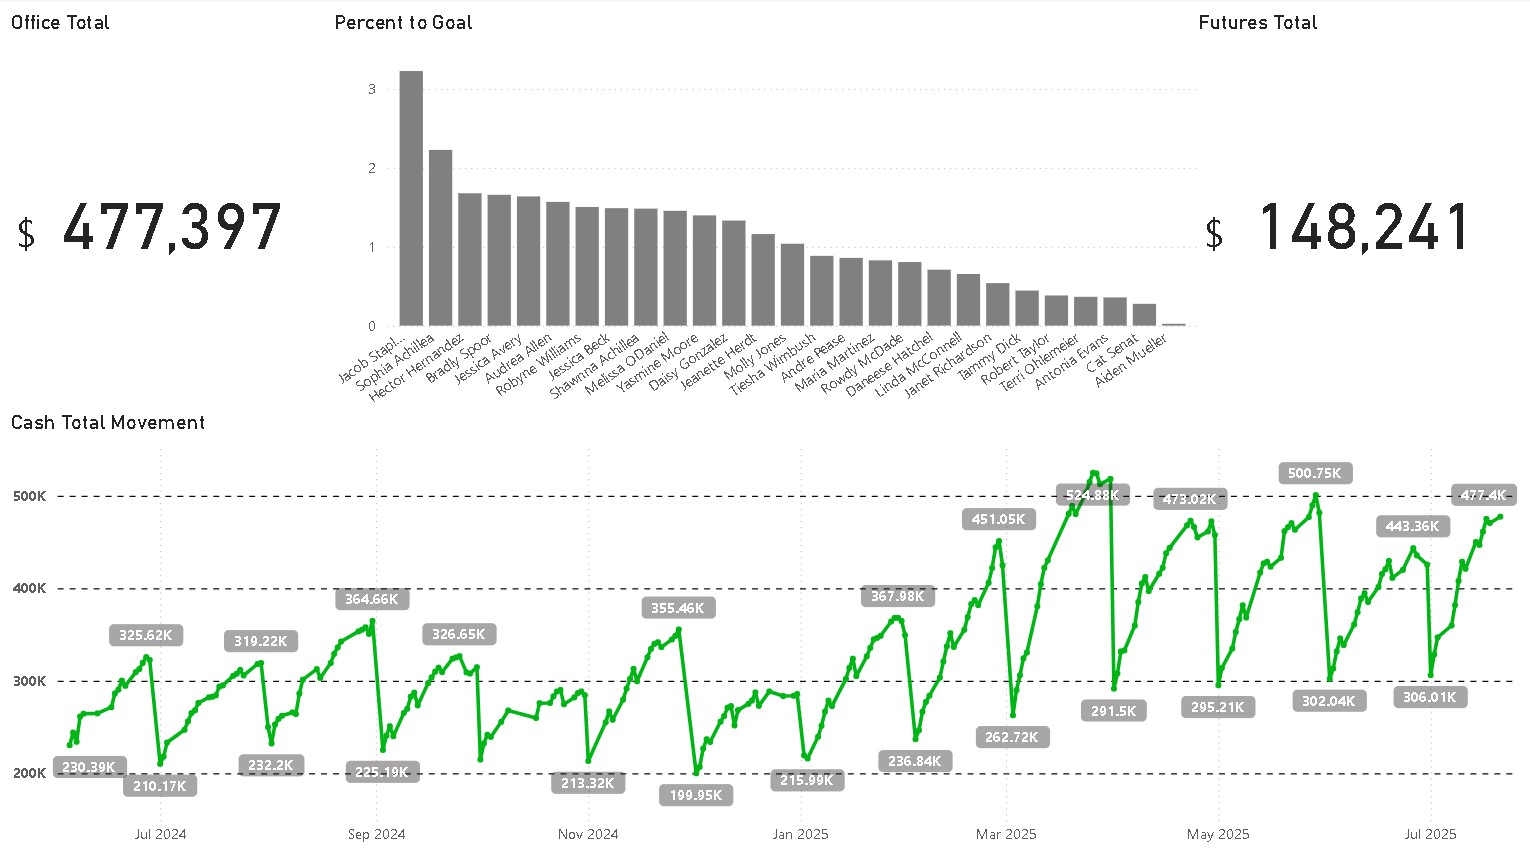 Office Total
Percent to Goal
Futures Total
$ 477,397
3
2
1
0
Jacob Stapl...
Sophia Achillea
Hector Hernandez
Bradly Spoor
Jessica Avery
Audrea Allen
Robyne Williams
Jessica Beck
Shawnna Achillea
Melissa ODaniel
Yasmine Moore
Daisy Gonzalez
Jeanette Herdt
Molly Jones
Tiesha Wimbush
Andre Pease
Maria Martinez
Rowdy McDade
Daneese Hatchel
Linda McConnell
Janet Richardson
Tammy Dick
Robert Taylor
Terri Ohlemeier
Antonia Evans
Cat Senat
Aiden Mueller
$ 148,241
Cash Total Movement
500K
400K
300K
200K
230.39K
325.62K
210.17K
319.22K
232.2K
364.66K
225.19K
326.65K
213.32K
355.46K
199.95K
215.99K
367.98K
236.84K
451.05K
262.72K
524.88K
291.5K
473.02K
295.21K
500.75K
302.04K
443.36K
306.01K
477.4K
Jul 2024
Sep 2024
Nov 2024
Jan 2025
Mar 2025
May 2025
Jul 2025